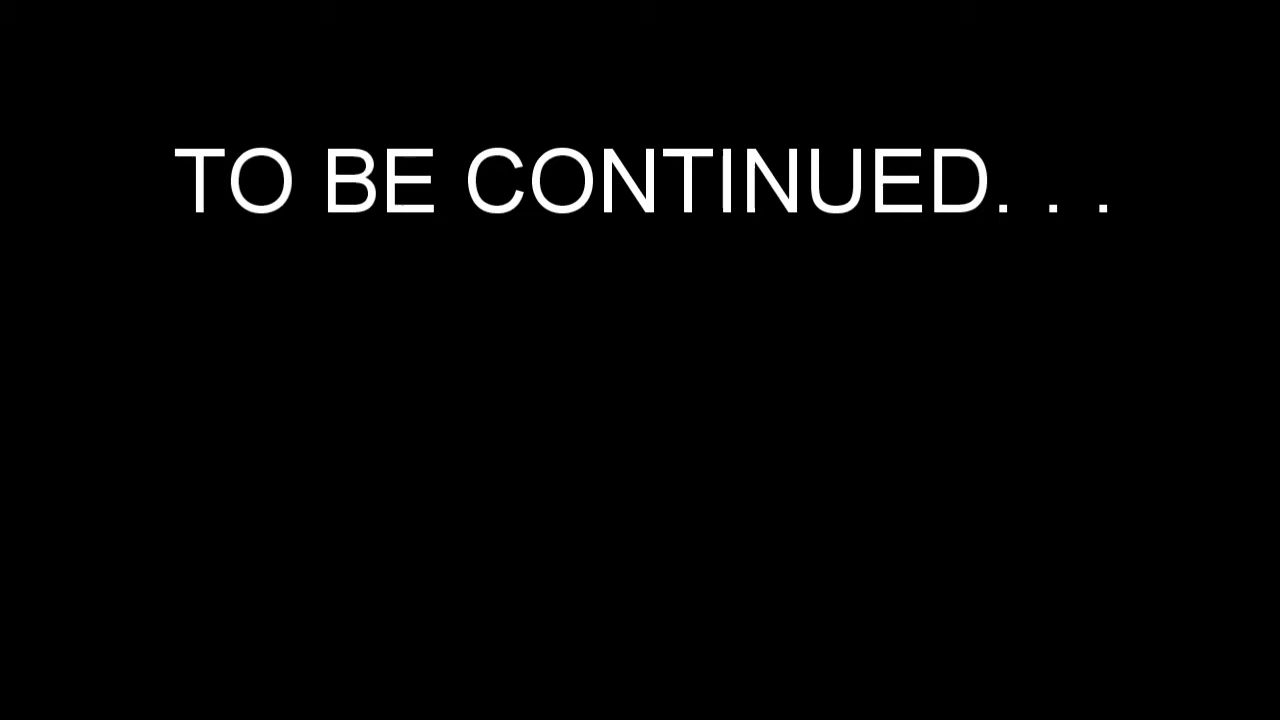 TO BE CONTINUED. . .